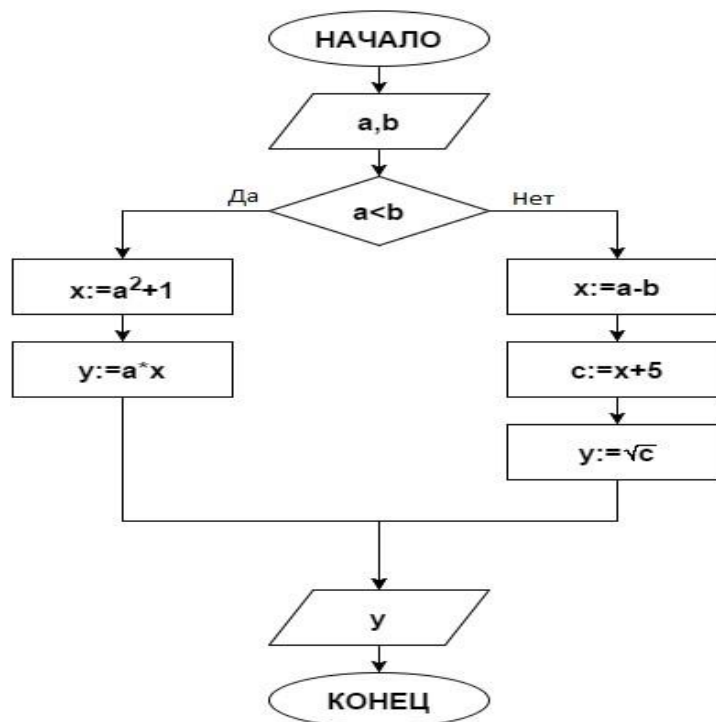 НАЧАЛО
a,b
a<b
Да
Нет
x:=a²+1
y:=a*x
x:=a-b
c:=x+5
y:=√c
y
КОНЕЦ